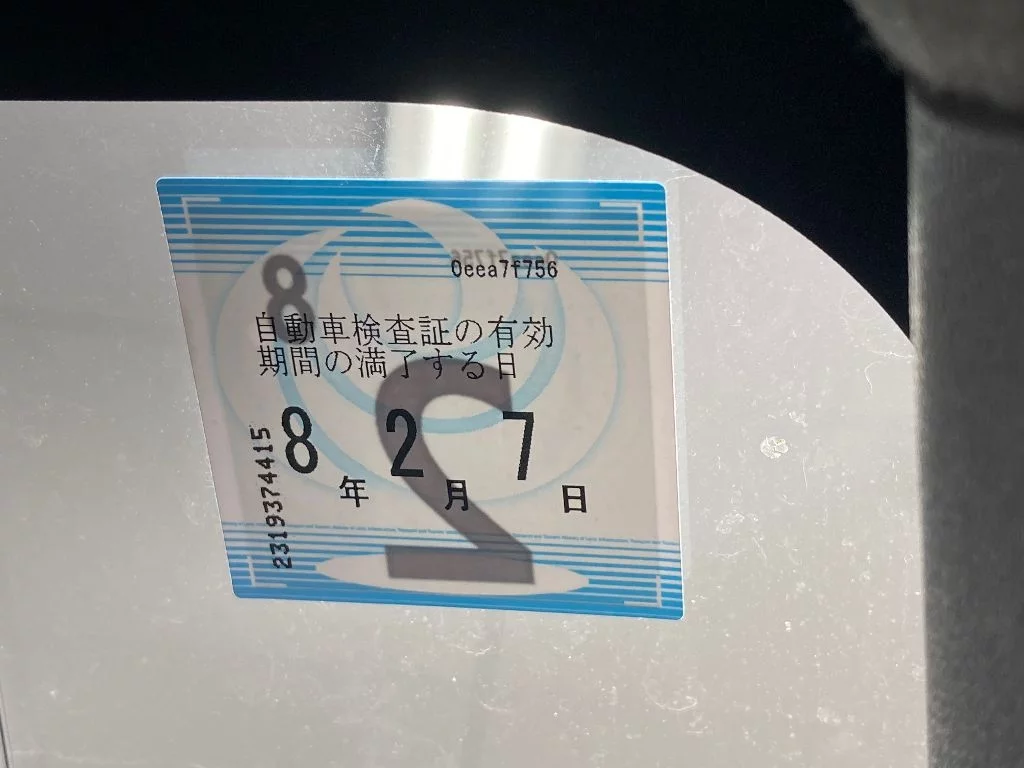 0eea7f756
8
自動車検査証の有効
期間の満了する日
8年 2月 7日
2
2319374415